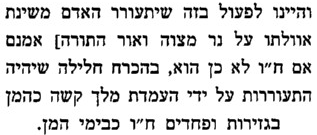 והיינו לפעול בזה שיתעורר האדם משינת
אוולתו על נר מצוה ואור התורה] אמנם
אם ח״ו לא כן הוא, בהכרח חלילה שיהיה
התעוררות על ידי העמדת מלך קשה כהמן
בגזירות ופחדים ח״ו כבימי המן.